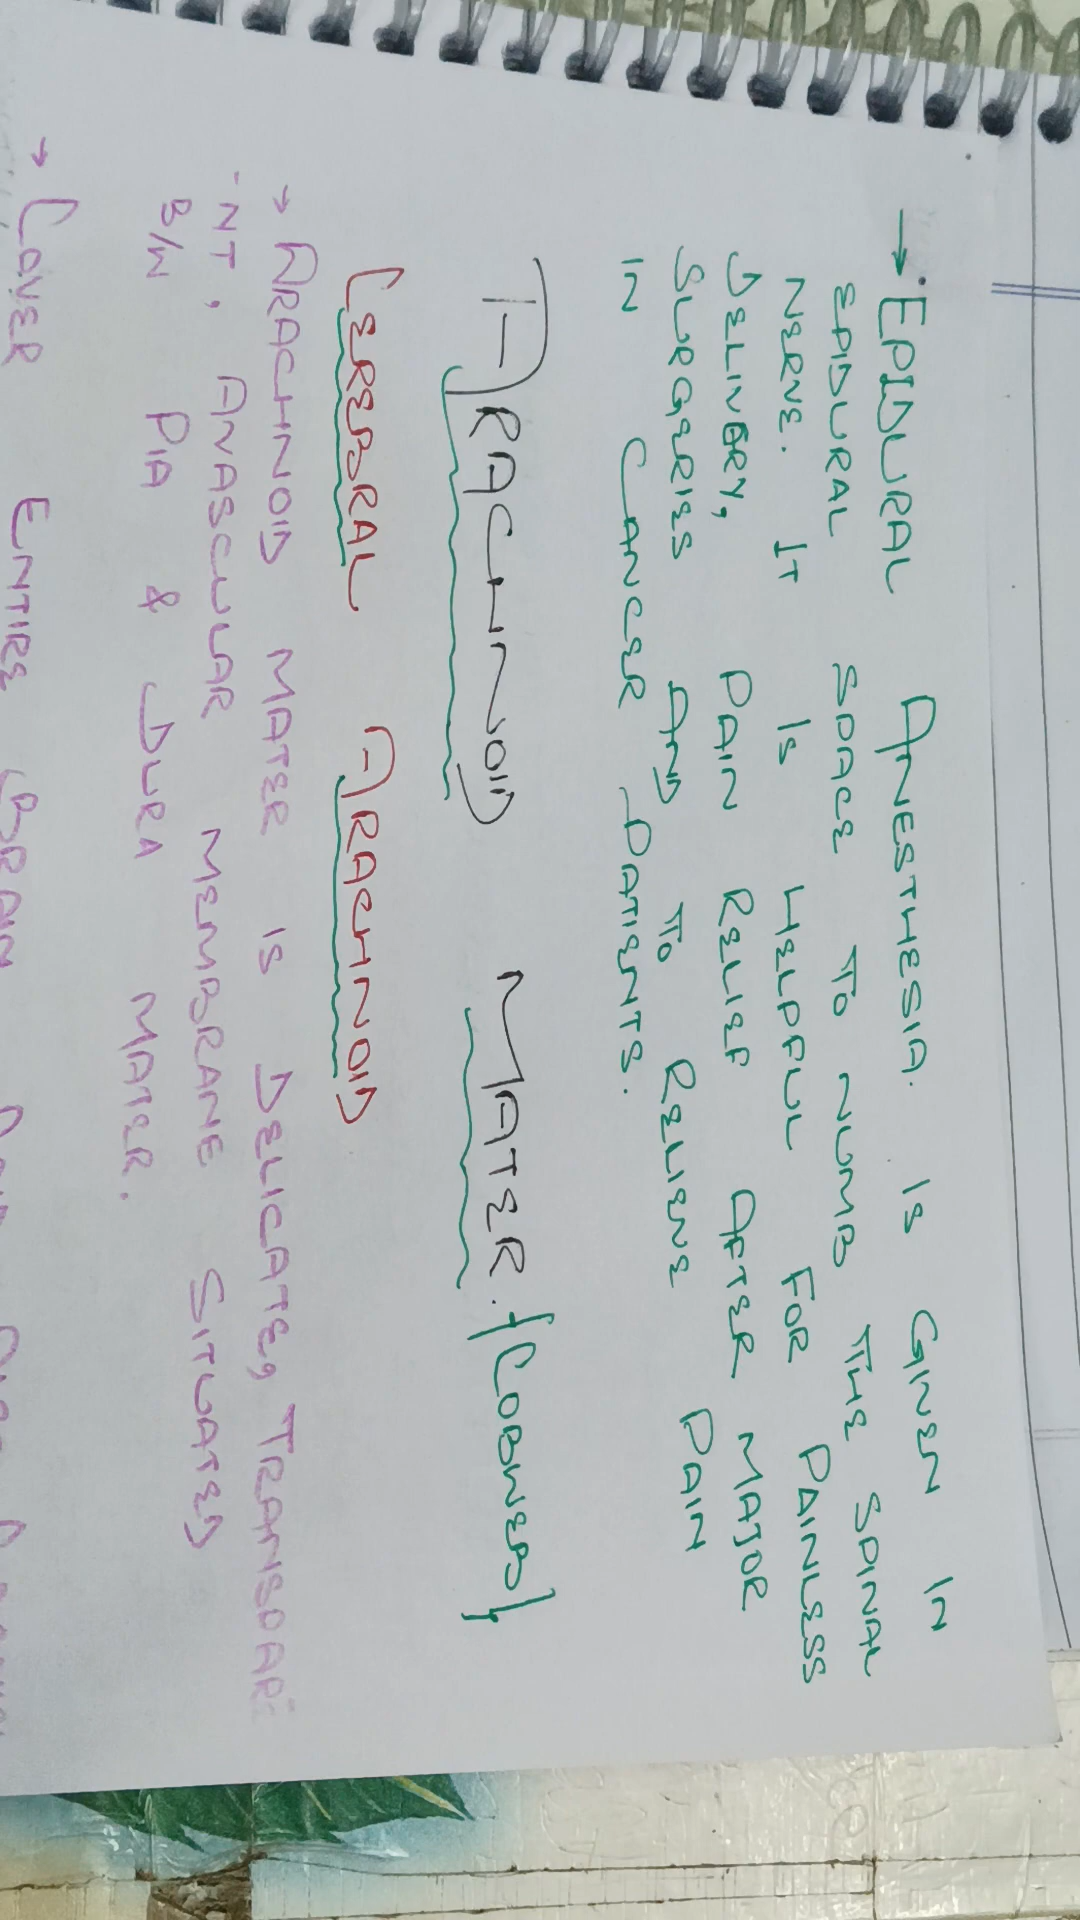 → EPIDURAL ANESTHESIA IS GIVEN IN
EPIDURAL SPACE TO NUMB THE SPINAL
NERVE. IT IS HELPFUL FOR PAINLESS
DELIVERY, PAIN RELIEF AFTER MAJOR
SURGERIES AND TO RELIEVE PAIN
IN CANCER PATIENTS.
ARACHNOID MATER. {COBWEB}
CEREBRAL ARACHNOID
→ ARACHNOID MATER IS DELICATE, TRANSPARE
-NT, AVASCULAR MEMBRANE SITUATED
B/W PIA & DURA MATER.
→ COVER ENTIRE BRAIN